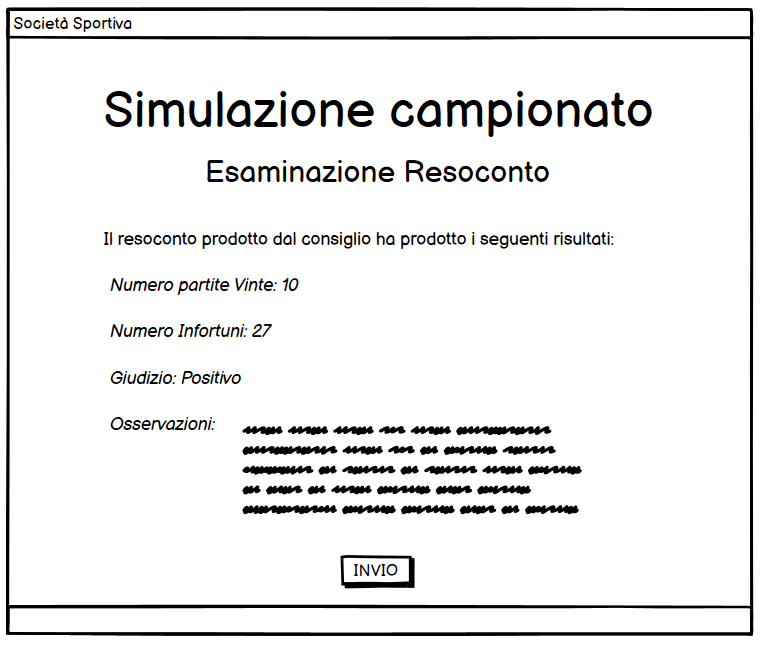 Società Sportiva
Simulazione campionato
Esaminazione Resoconto
Il resoconto prodotto dal consiglio ha prodotto i seguenti risultati:
Numero partite Vinte: 10
Numero Infortuni: 27
Giudizio: Positivo
Osservazioni:
INVIO